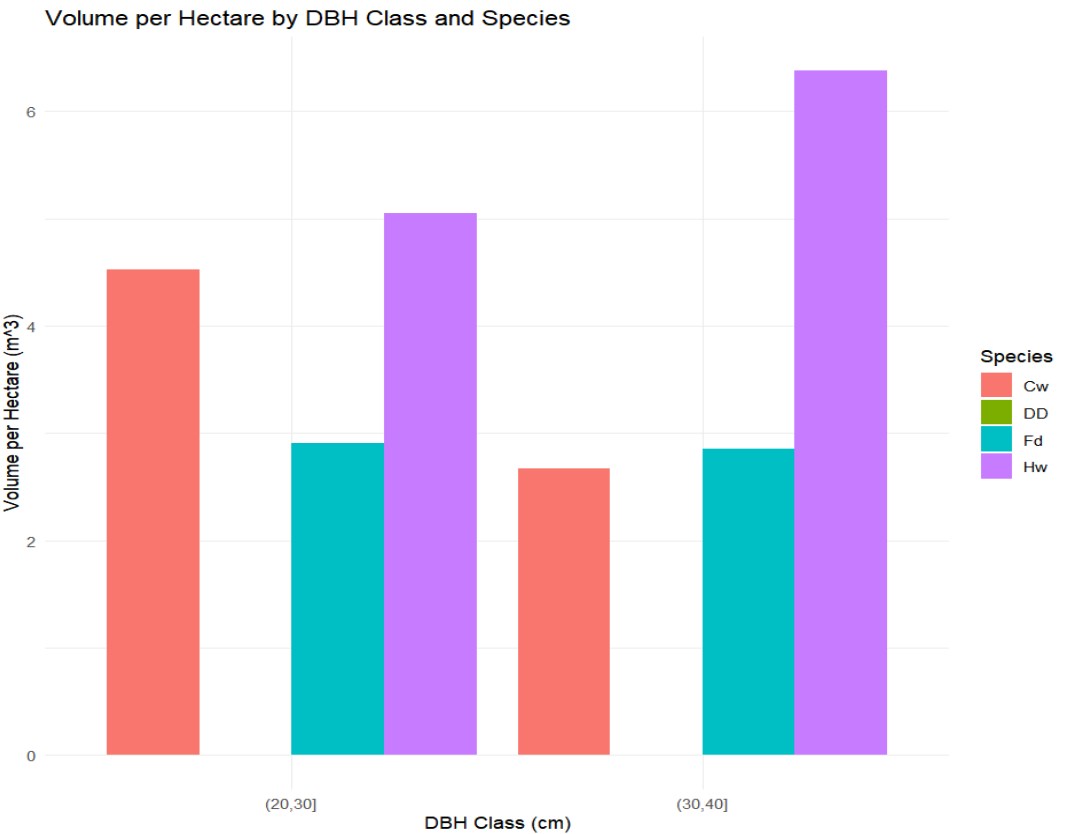 Volume per Hectare by DBH Class and Species
Volume per Hectare (m^3)
6
4
2
0
(20,30]
(30,40]
DBH Class (cm)
Species
Cw
DD
Fd
Hw